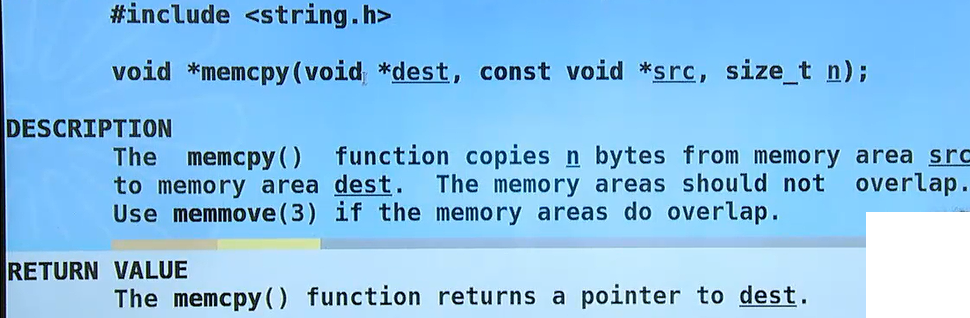 #include <string.h>
void *memcpy(void *dest, const void *src, size_t n);
DESCRIPTION
The memcpy() function copies n bytes from memory area src
to memory area dest. The memory areas should not overlap.
Use memmove(3) if the memory areas do overlap.
RETURN VALUE
The memcpy() function returns a pointer to dest.